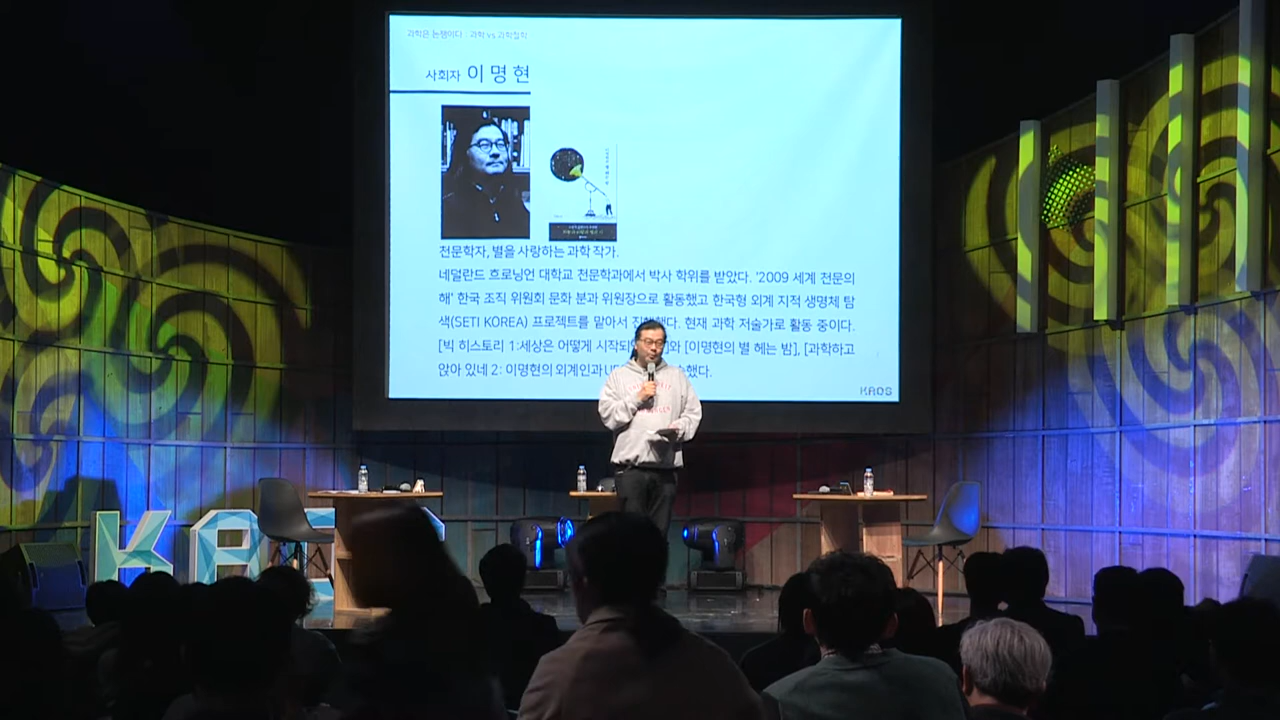 과학은 논쟁이다 : 과학 vs 과학철학
사회자 이 명 현
천문학자, 별을 사랑하는 과학 작가.
네덜란드 흐로닝언 대학교 천문학과에서 박사 학위를 받았다. '2009 세계 천문의
해' 한국 조직 위원회 문화 분과 위원장으로 활동했고 한국형 외계 지적 생명체 탐
색(SETI KOREA) 프로젝트를 맡아서 진행했다. 현재 과학 저술가로 활동 중이다.
[빅 히스토리 1:세상은 어떻게 시작되 와 [이명현의 별 헤는 밤], [과학하고
앉아 있네 2: 이명현의 외계인과 했다.
KAOS
KA